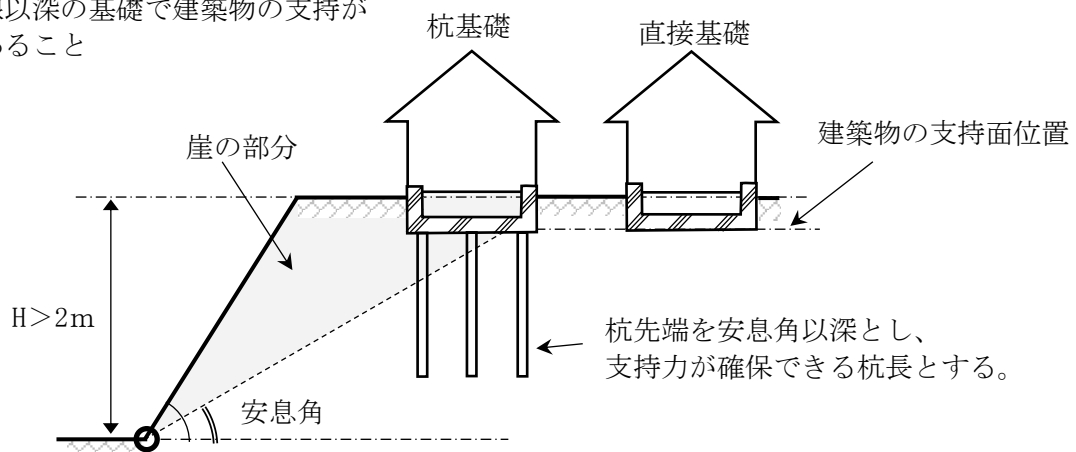 以深の基礎で建築物の支持が
ること
杭基礎
直接基礎
崖の部分
建築物の支持面位置
H＞2m
杭先端を安息角以深とし、
支持力が確保できる杭長とする。
安息角